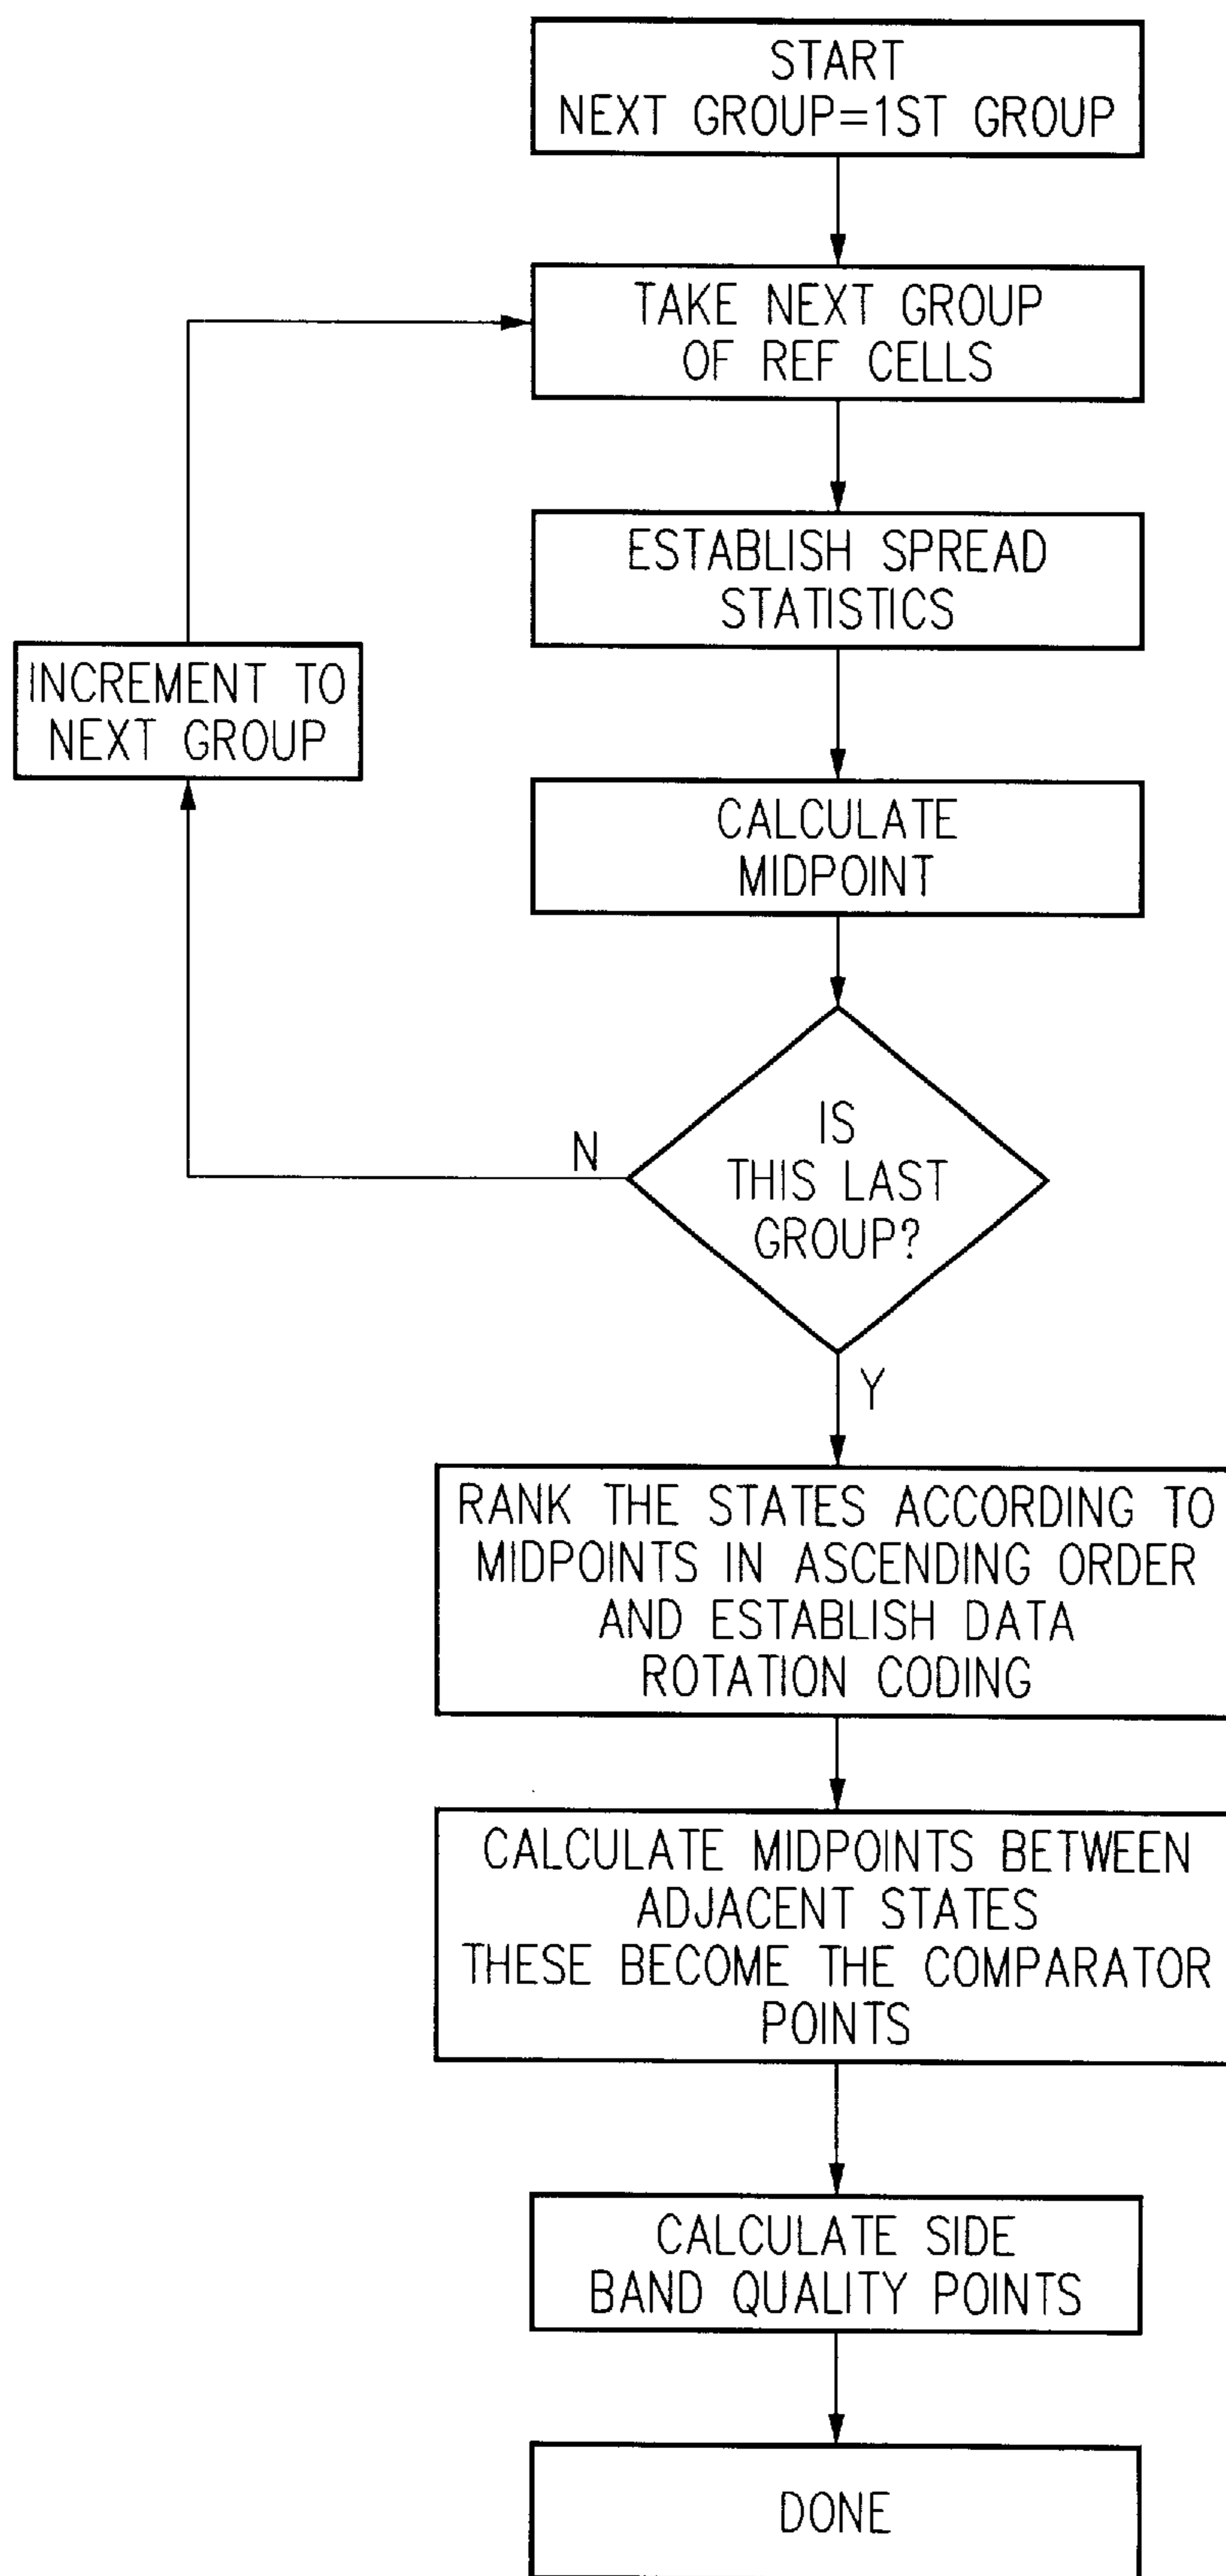 START
NEXT GROUP=1ST GROUP
TAKE NEXT GROUP
OF REF CELLS
ESTABLISH SPREAD
STATISTICS
INCREMENT TO
NEXT GROUP
CALCULATE
MIDPOINT
IS
THIS LAST
GROUP?
N
Y
RANK THE STATES ACCORDING TO
MIDPOINTS IN ASCENDING ORDER
AND ESTABLISH DATA
ROTATION CODING
CALCULATE MIDPOINTS BETWEEN
ADJACENT STATES
THESE BECOME THE COMPARATOR
POINTS
CALCULATE SIDE
BAND QUALITY POINTS
DONE